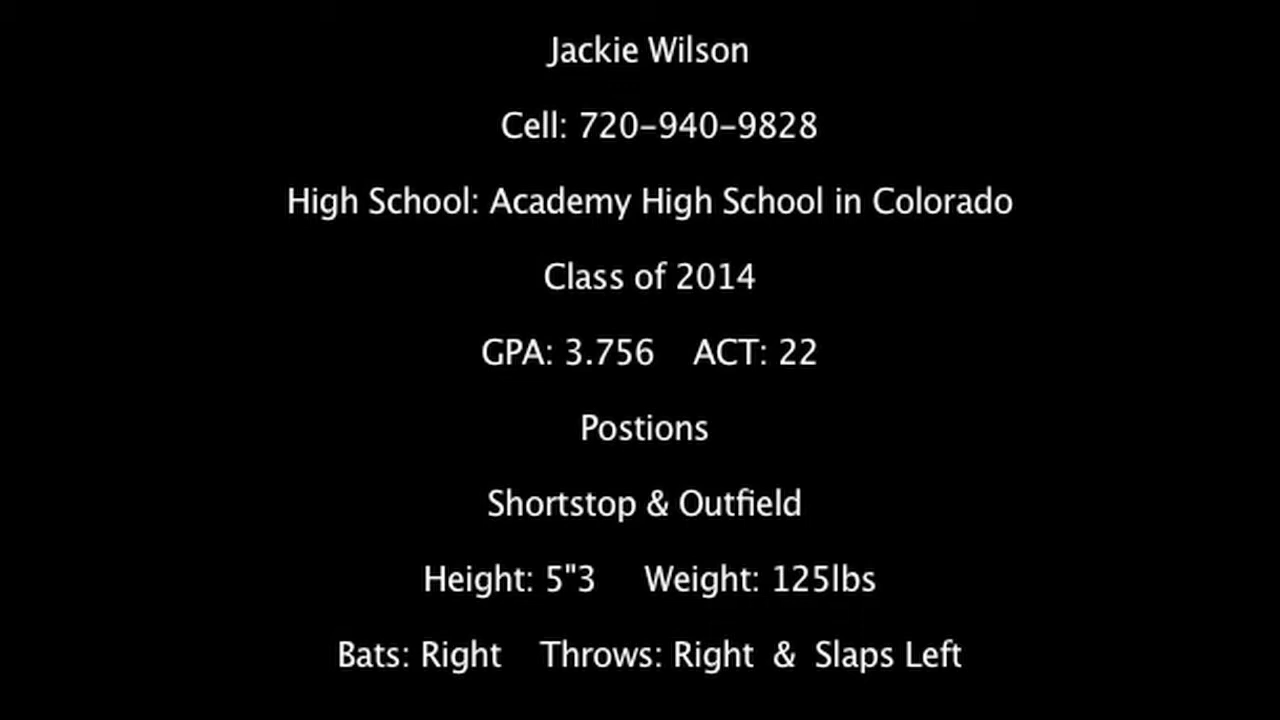 Jackie Wilson
Cell: 720-940-9828
High School: Academy High School in Colorado
Class of 2014
GPA: 3.756 ACT: 22
Postions
Shortstop & Outfield
Height: 5"3 Weight: 125lbs
Bats: Right Throws: Right & Slaps Left